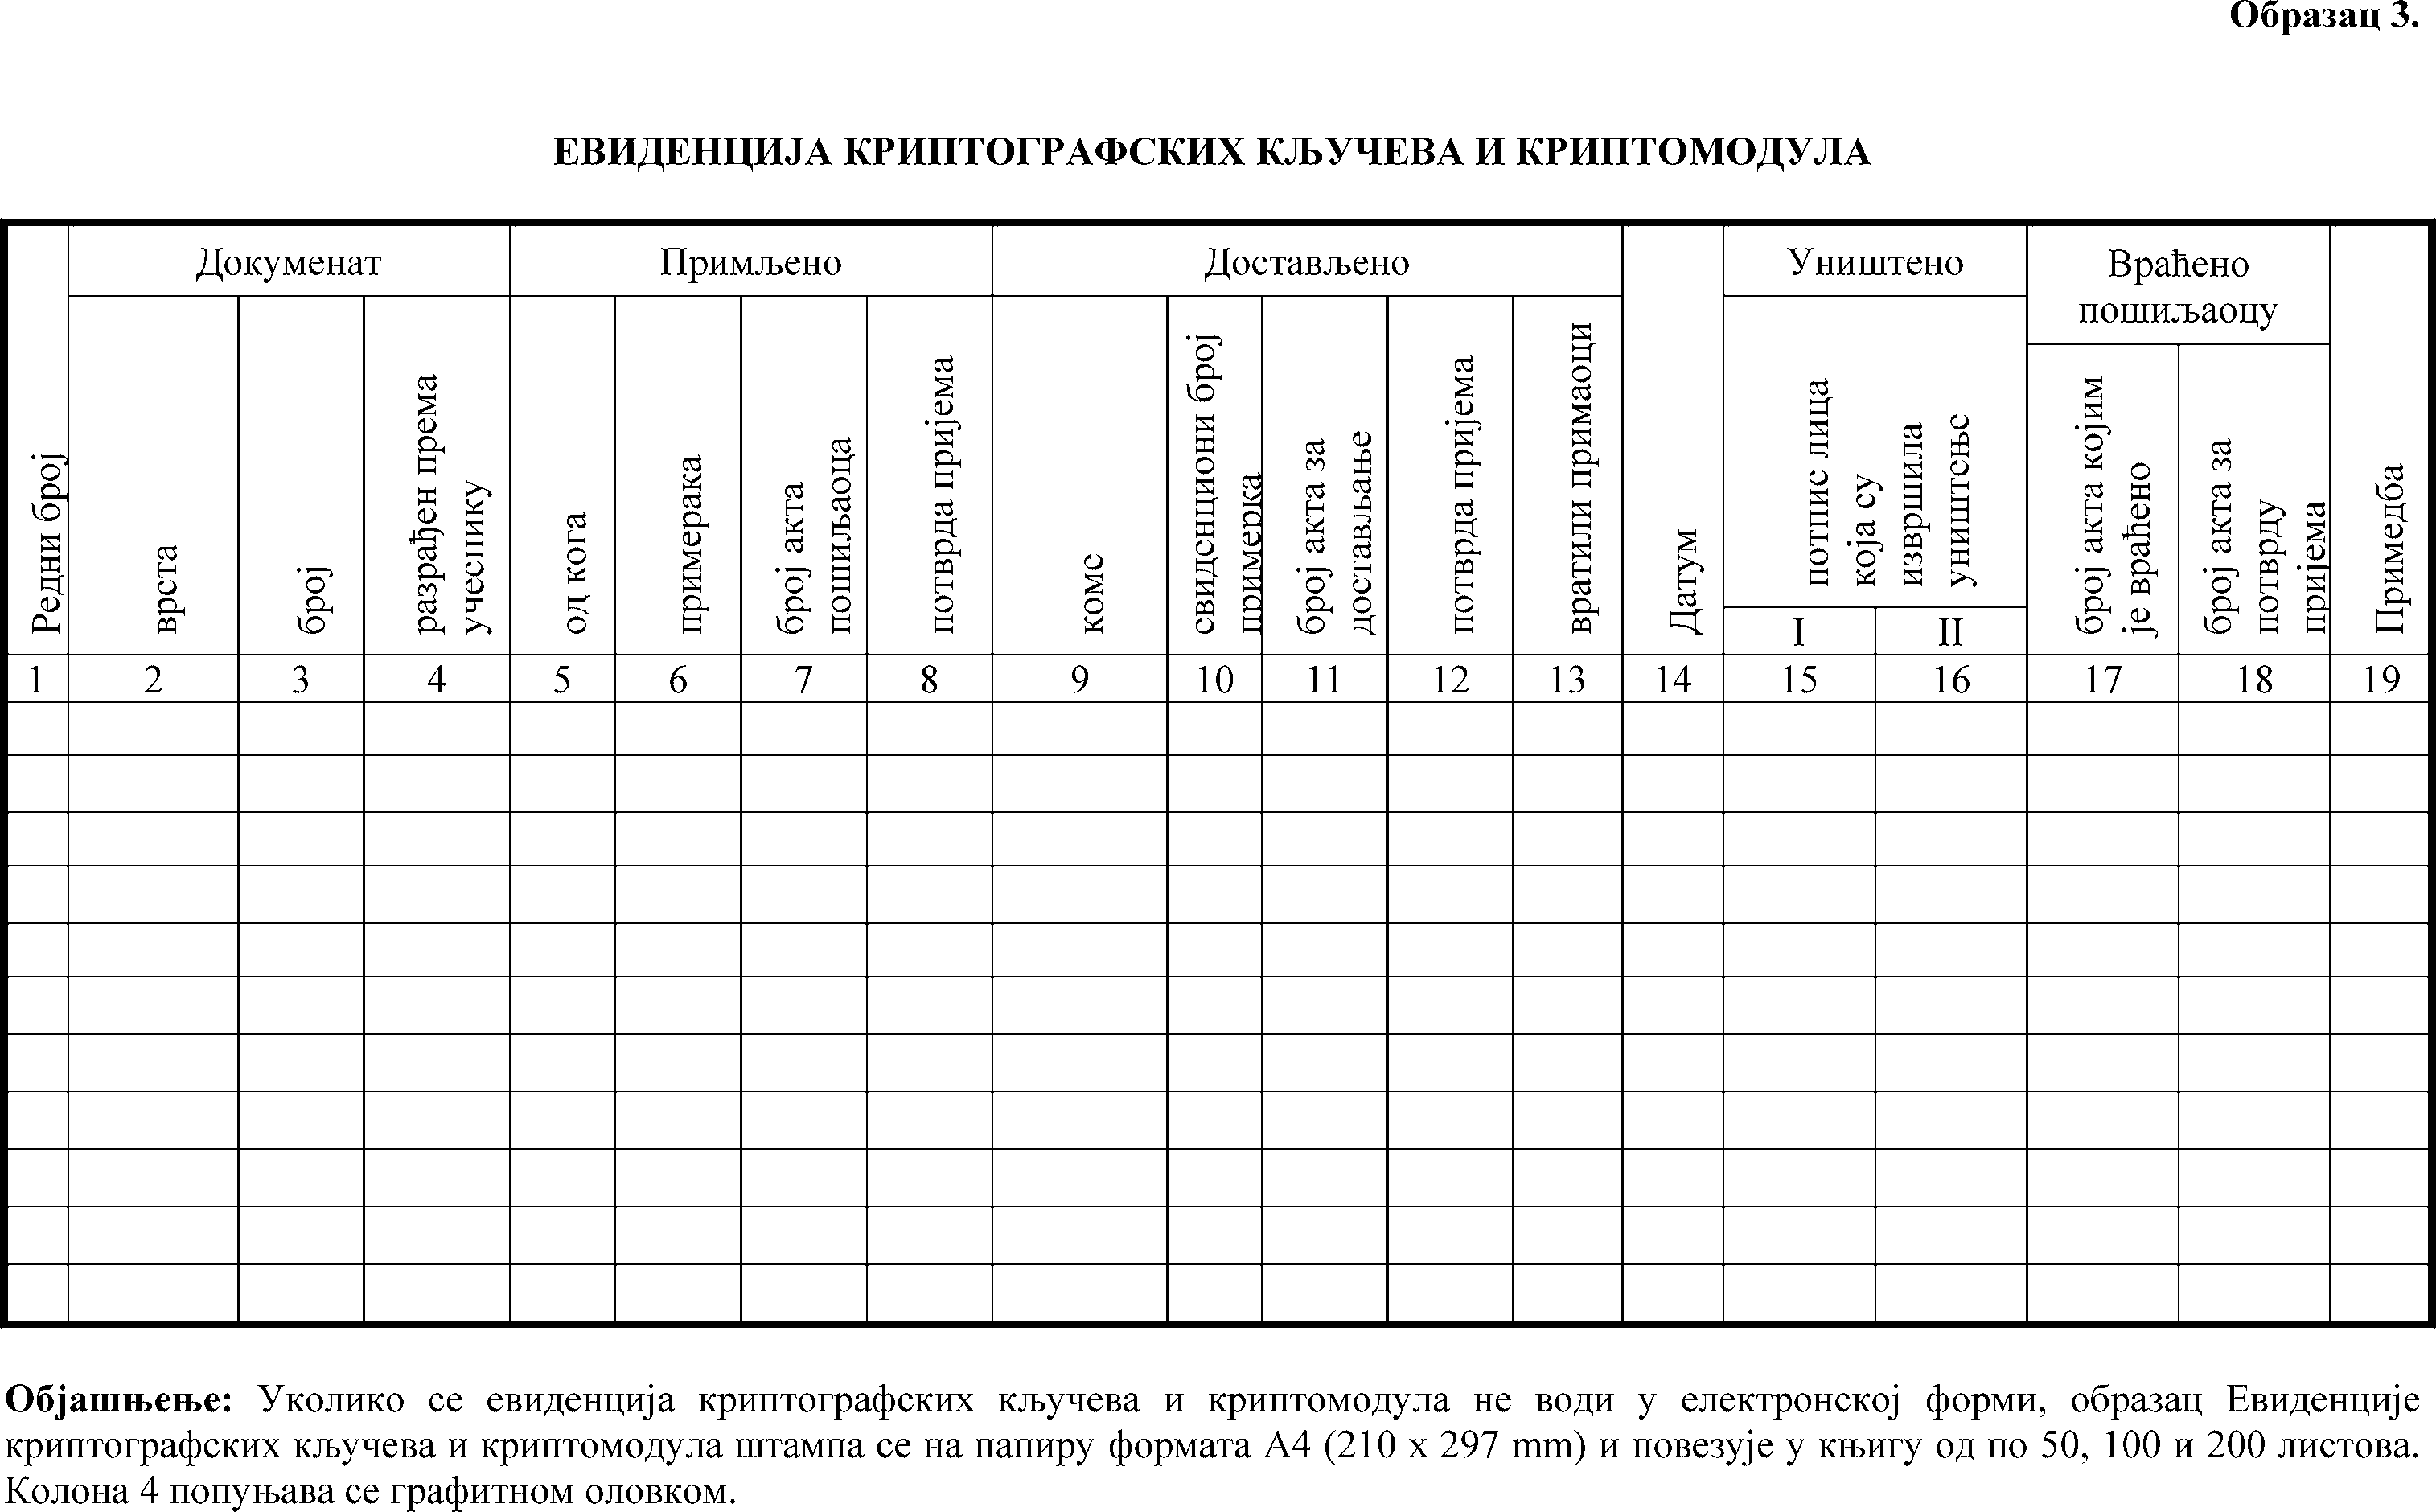 Образац 3.
ЕВИДЕНЦИЈА КРИПТОГРАФСКИХ КЉУЧЕВА И КРИПТОМОДУЛА
Редни број
Документ
врста
број
разрађен према
учеснику
Примљено
од кога
примерака
број акта
пошиљаоца
потврда пријема
Достављено
коме
евиденциони број
примерка
број акта за
достављање
потврда пријема
вратили примаоци
Датум
Уништено
потпис лица
која су
извршила
уништење
I
II
Враћено
пошиљаоцу
број акта којим
је враћено
број акта за
потврду
пријема
Примедба
1 2 3 4 5 6 7 8 9 10 11 12 13 14 15 16 17 18 19
Објашњење: Уколико се евиденција криптографских кључева и криптомодула не води у електронској форми, образац Евиденције
криптографских кључева и криптомодула штампа се на папиру формата А4 (210 x 297 mm) и повезује у књигу од по 50, 100 и 200 листова.
Колона 4 попуњава се графитном оловком.